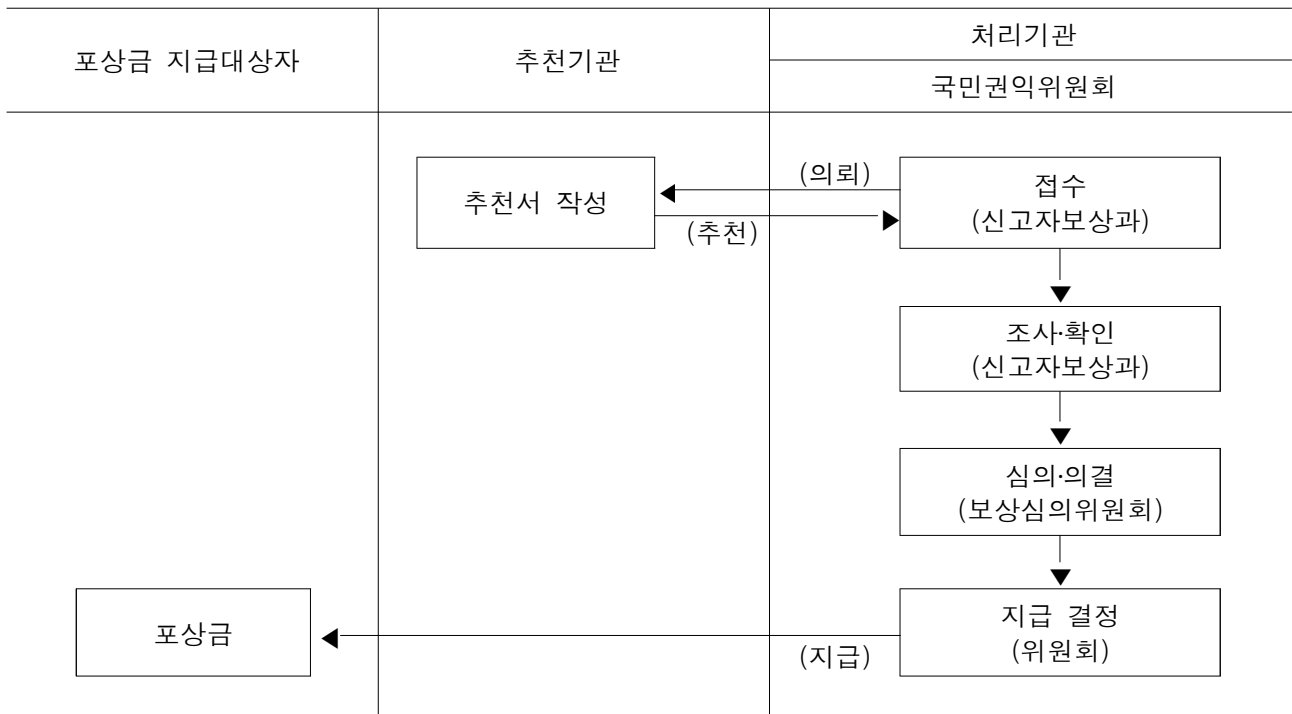 포상금 지급대상자
추천기관
처리기관
국민권익위원회
(의뢰)
추천서 작성
(추천)
접수
(신고자보상과)
조사·확인
(신고자보상과)
심의·의결
(보상심의위원회)
지급 결정
(위원회)
(지급)
포상금